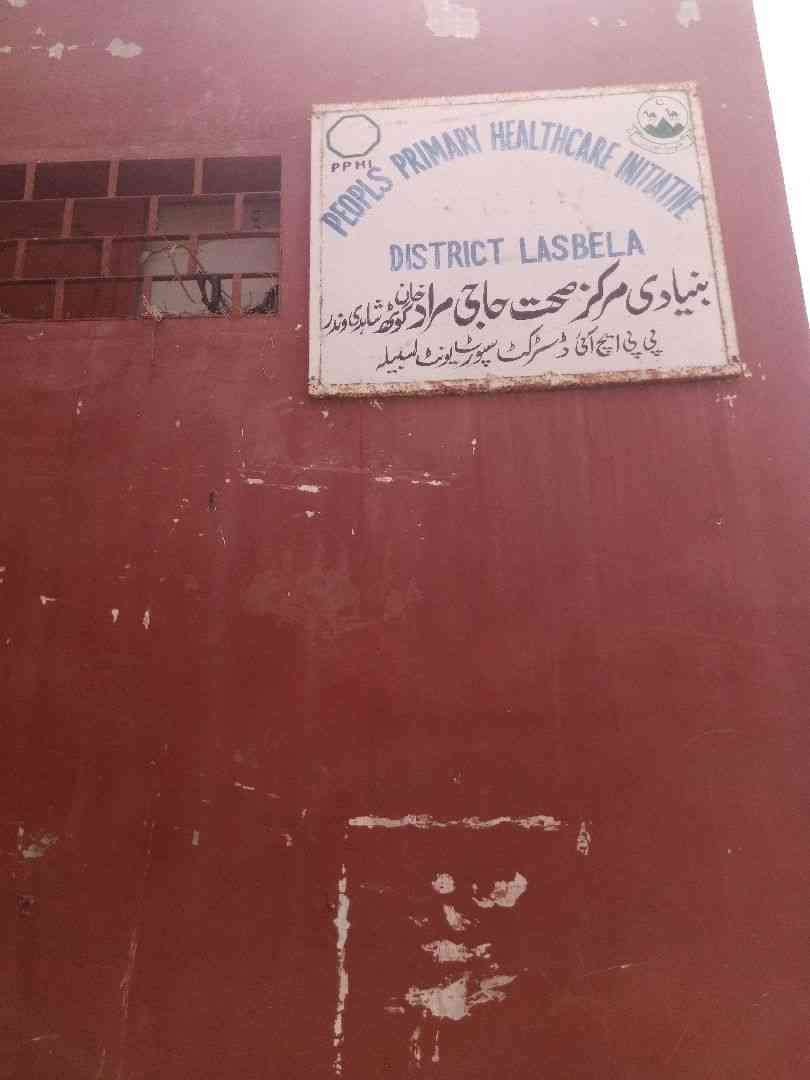 PPHI
PEOPLS PRIMARY HEALTHCARE INITIATIVE
DISTRICT LASBELA
بنیادی مرکز صحت حاجی مراد خان گوٹھ شاہدی وندر
پی پی ایچ آئی ڈسٹرکٹ سپورٹ یونٹ لسبیلہ